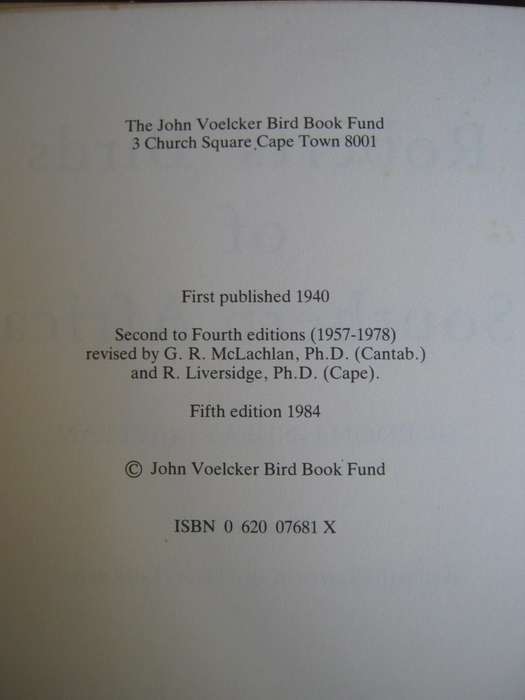 The John Voelcker Bird Book Fund
3 Church Square, Cape Town 8001
First published 1940
Second to Fourth editions (1957-1978)
revised by G. R. McLachlan, Ph.D. (Cantab.)
and R. Liversidge, Ph.D. (Cape).
Fifth edition 1984
© John Voelcker Bird Book Fund
ISBN 0 620 07681 X